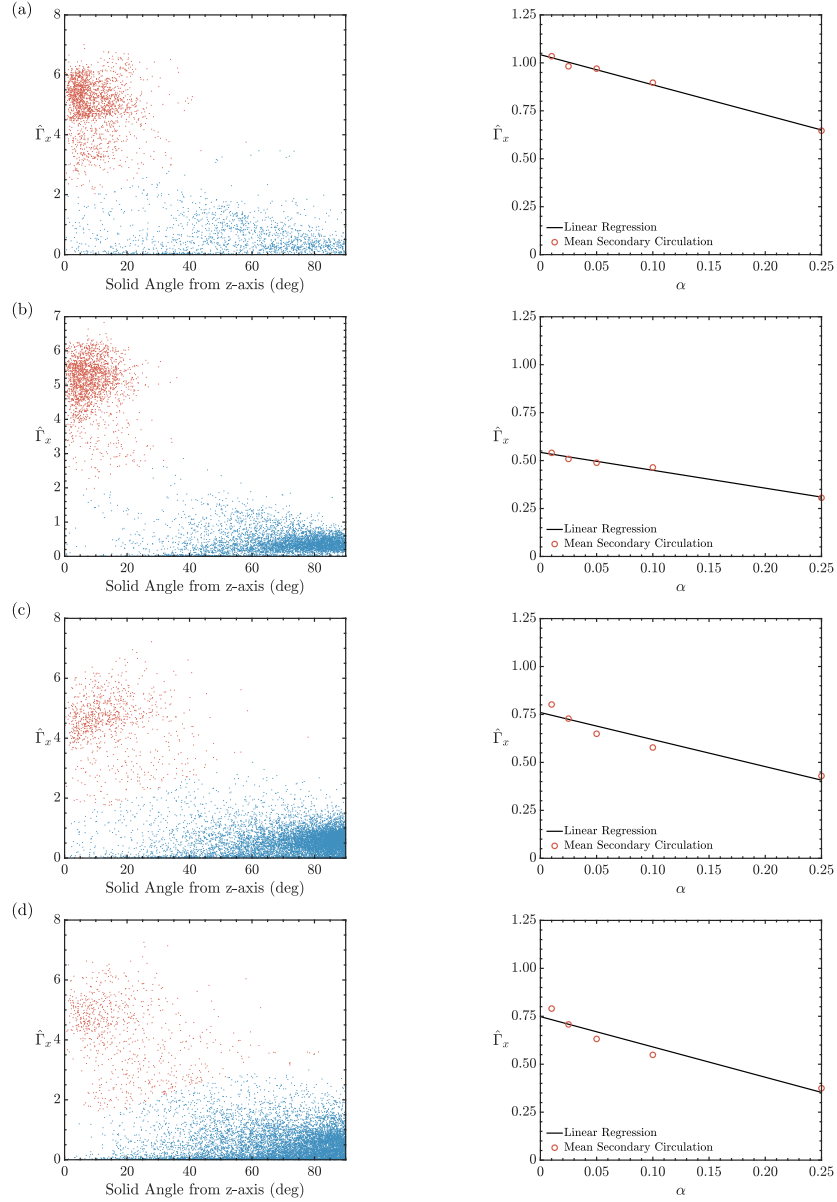 (a)
8
6
4
2
0
Γ̂ₓ
0 20 40 60 80
Solid Angle from z-axis (deg)
1.25
1.00
0.75
0.50
0.25
0
Γ̂ₓ
Linear Regression
Mean Secondary Circulation
0 0.05 0.10 0.15 0.20 0.25
α
(b)
7
6
5
4
3
2
1
0
Γ̂ₓ
0 20 40 60 80
Solid Angle from z-axis (deg)
1.25
1.00
0.75
0.50
0.25
0
Γ̂ₓ
Linear Regression
Mean Secondary Circulation
0 0.05 0.10 0.15 0.20 0.25
α
(c)
8
6
4
2
0
Γ̂ₓ
0 20 40 60 80
Solid Angle from z-axis (deg)
1.25
1.00
0.75
0.50
0.25
0
Γ̂ₓ
Linear Regression
Mean Secondary Circulation
0 0.05 0.10 0.15 0.20 0.25
α
(d)
8
6
4
2
0
Γ̂ₓ
0 20 40 60 80
Solid Angle from z-axis (deg)
1.25
1.00
0.75
0.50
0.25
0
Γ̂ₓ
Linear Regression
Mean Secondary Circulation
0 0.05 0.10 0.15 0.20 0.25
α